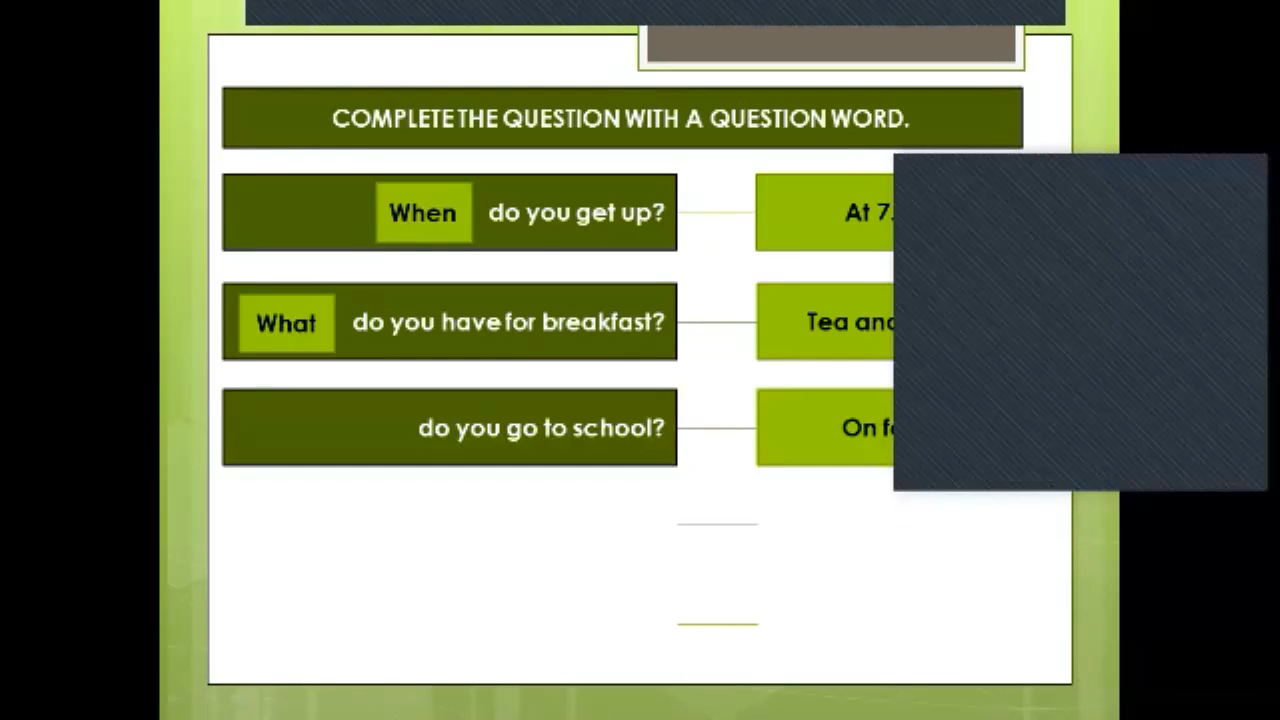 COMPLETE THE QUESTION WITH A QUESTION WORD.
When do you get up?
At 7.
What do you have for breakfast?
Tea and
do you go to school?
On